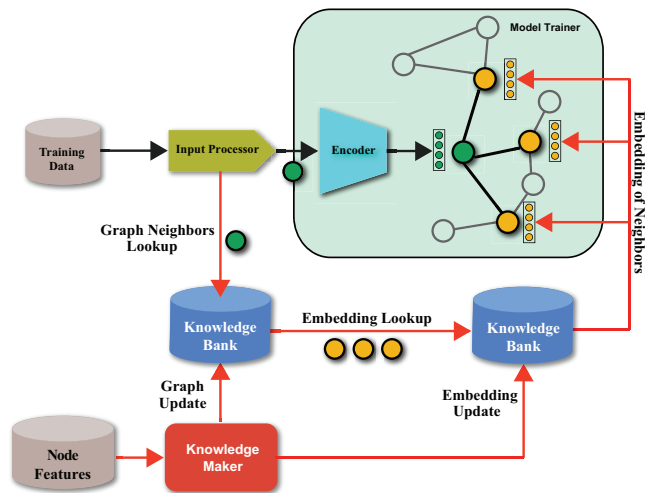 Model Trainer
Training
Data
Input Processor
Encoder
Embedding of Neighbors
Graph Neighbors
Lookup
Knowledge
Bank
Embedding Lookup
Knowledge
Bank
Graph
Update
Embedding
Update
Node
Features
Knowledge
Maker